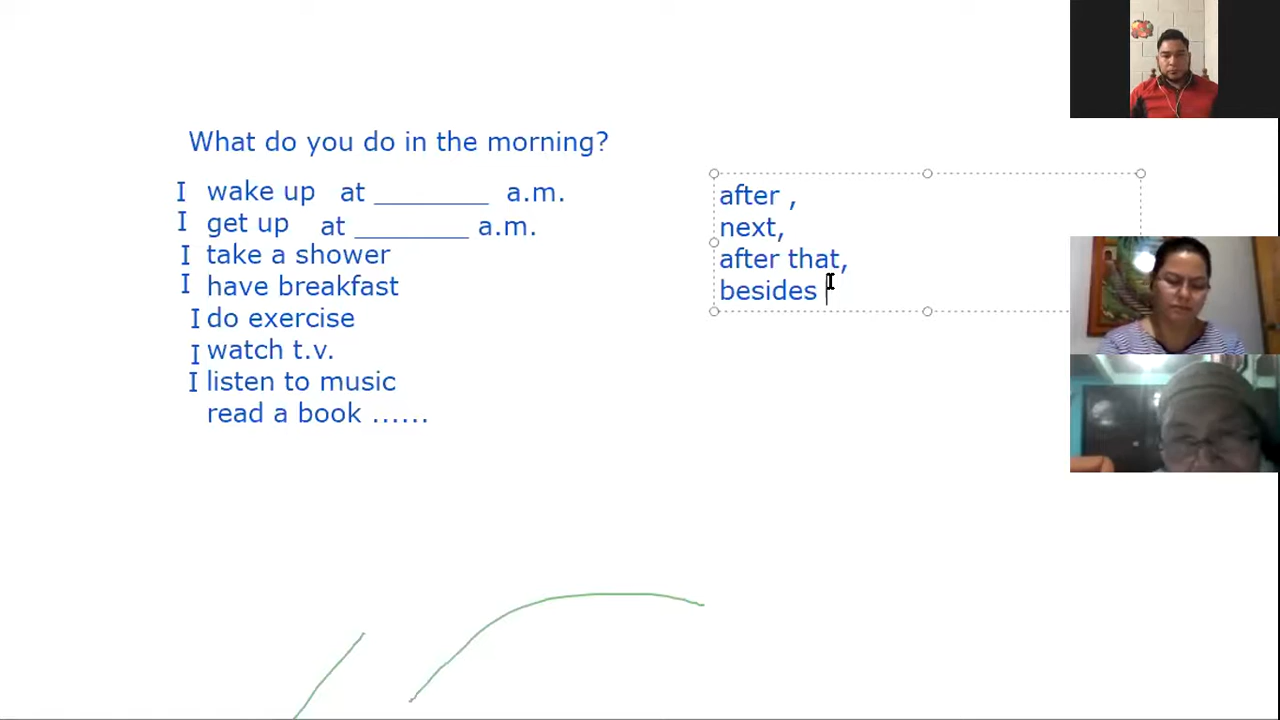 What do you do in the morning?
I wake up at ________ a.m.
I get up at ________ a.m.
I take a shower
I have breakfast
I do exercise
I watch t.v.
I listen to music
read a book ......
after ,
next,
after that,
besides